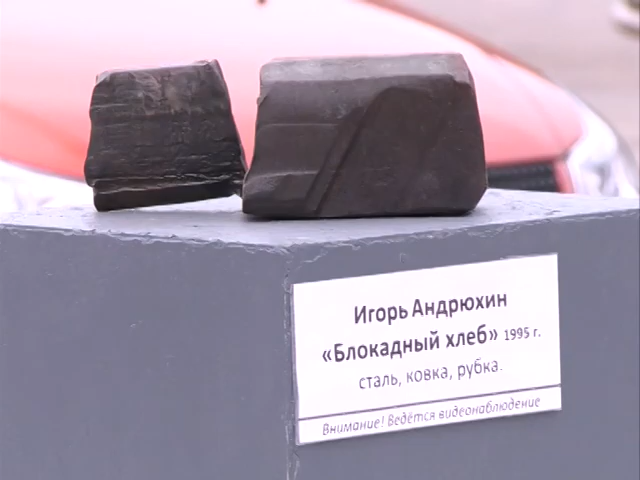 Игорь Андрюхин
«Блокадный хлеб» 1995 г.
сталь, ковка, рубка.
Внимание! Ведётся видеонаблюдение